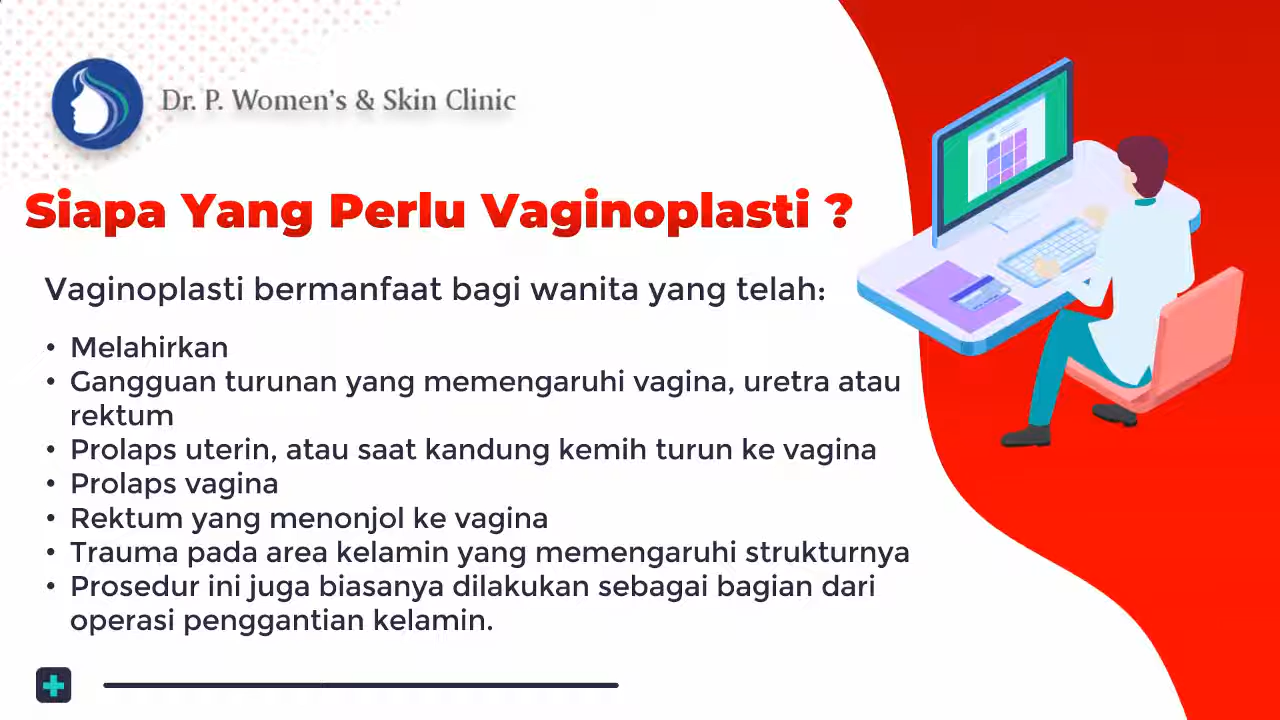 Dr. P. Women's & Skin Clinic
Siapa Yang Perlu Vaginoplasti ?
Vaginoplasti bermanfaat bagi wanita yang telah:
• Melahirkan
• Gangguan turunan yang memengaruhi vagina, uretra atau
rektum
• Prolaps uterin, atau saat kandung kemih turun ke vagina
• Prolaps vagina
• Rektum yang menonjol ke vagina
• Trauma pada area kelamin yang memengaruhi strukturnya
• Prosedur ini juga biasanya dilakukan sebagai bagian dari
operasi penggantian kelamin.